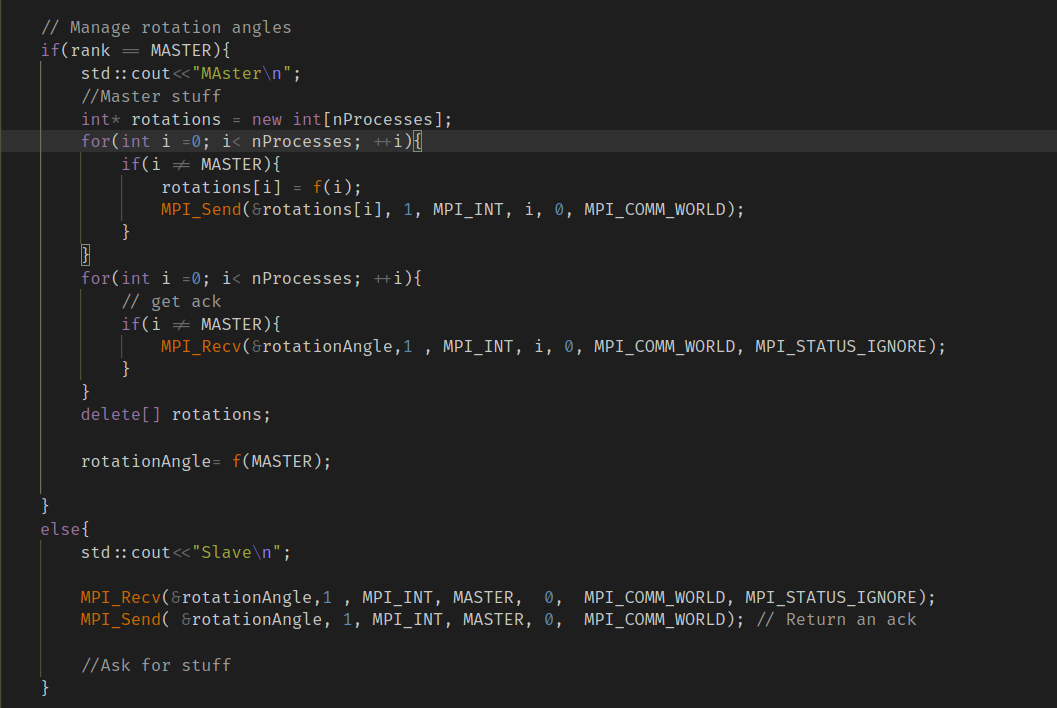 // Manage rotation angles
if(rank == MASTER){
    std::cout<<"MAster\n";
    //Master stuff
    int* rotations = new int[nProcesses];
    for(int i =0; i< nProcesses; ++i){
        if(i != MASTER){
            rotations[i] = f(i);
            MPI_Send(&rotations[i], 1, MPI_INT, i, 0, MPI_COMM_WORLD);
        }
    }
    for(int i =0; i< nProcesses; ++i){
        // get ack
        if(i != MASTER){
            MPI_Recv(&rotationAngle,1 , MPI_INT, i, 0, MPI_COMM_WORLD, MPI_STATUS_IGNORE);
        }
    }
    delete[] rotations;

    rotationAngle= f(MASTER);

}
else{
    std::cout<<"Slave\n";

    MPI_Recv(&rotationAngle,1 , MPI_INT, MASTER,  0,  MPI_COMM_WORLD, MPI_STATUS_IGNORE);
    MPI_Send( &rotationAngle, 1, MPI_INT, MASTER, 0,  MPI_COMM_WORLD); // Return an ack

    //Ask for stuff
}